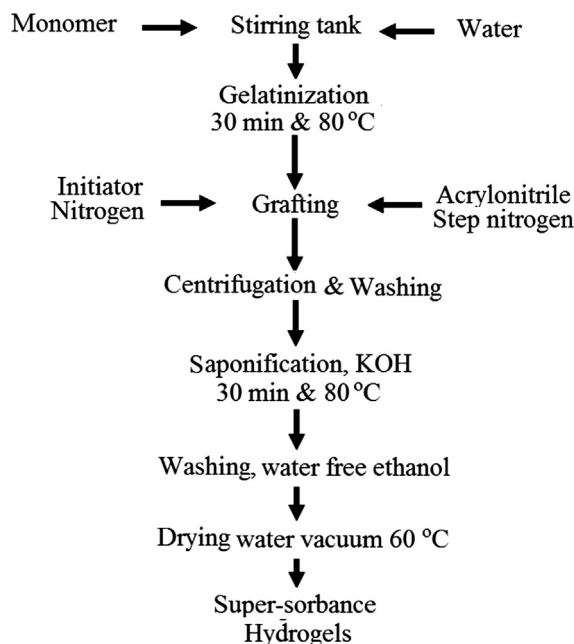 Monomer
Stirring tank
Water
Gelatinization
30 min & 80 °C
Initiator
Nitrogen
Grafting
Acrylonitrile
Step nitrogen
Centrifugation & Washing
Saponification, KOH
30 min & 80 °C
Washing, water free ethanol
Drying water vacuum 60 °C
Super-sorbance
Hydrogels